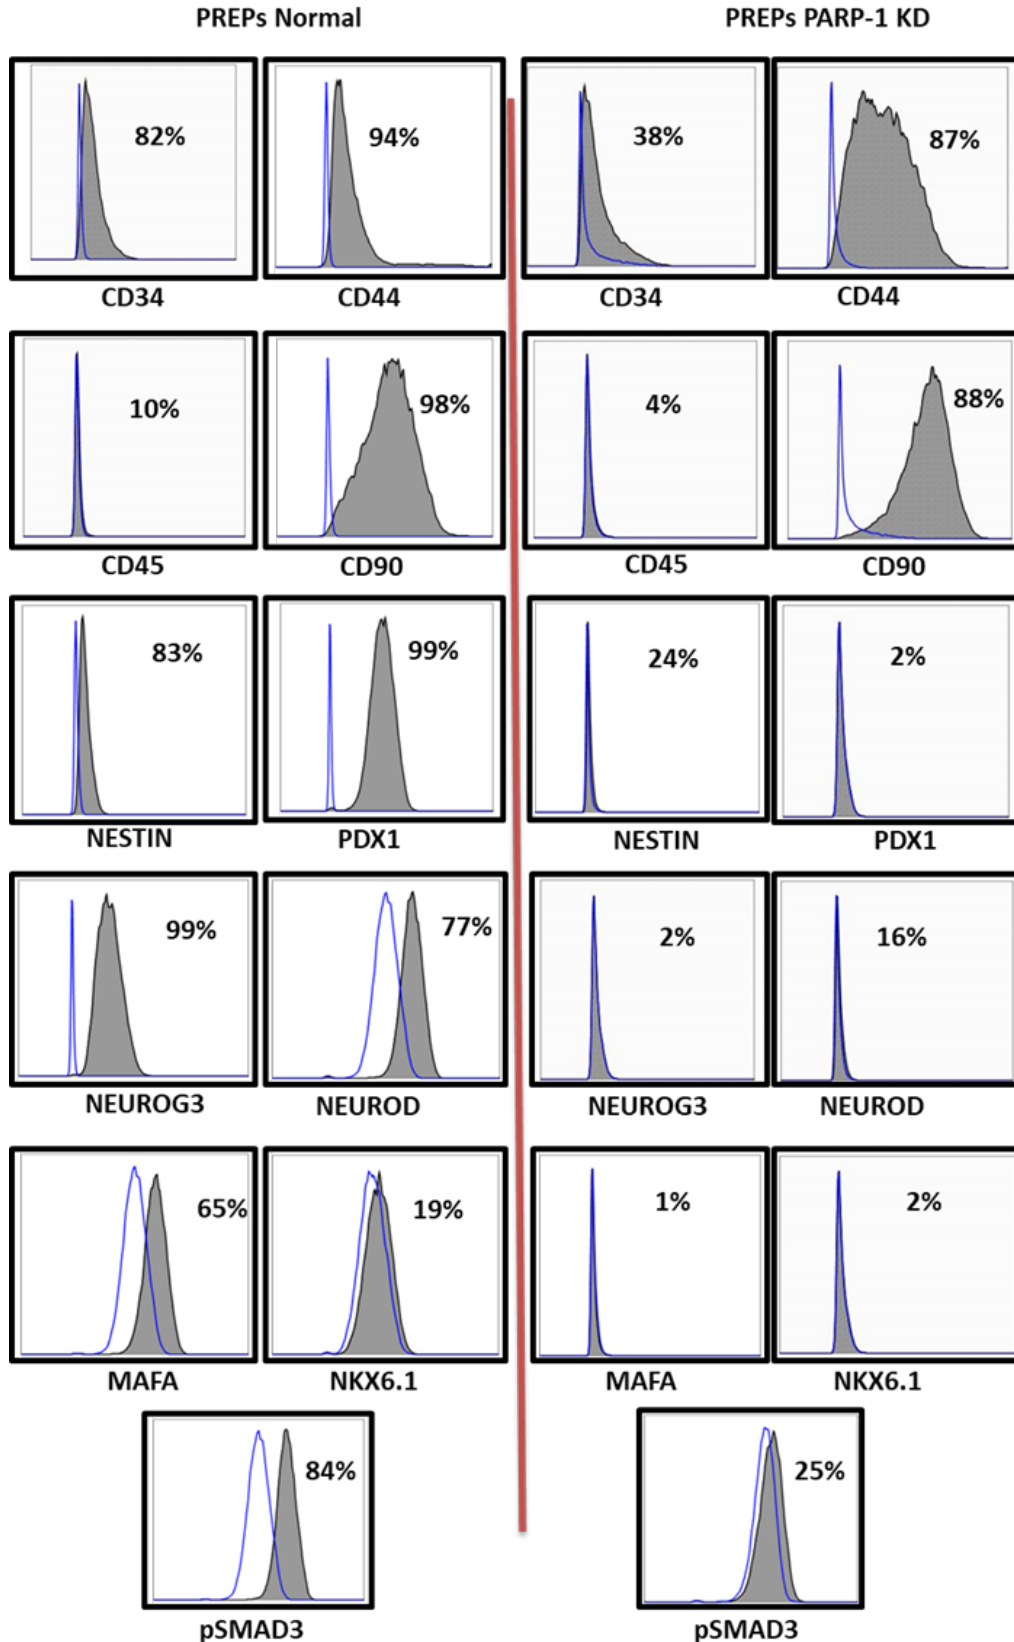 PREPs Normal PREPs PARP-1 KD
82% 94% 38% 87%
CD34 CD44 CD34 CD44
10% 98% 4% 88%
CD45 CD90 CD45 CD90
83% 99% 24% 2%
NESTIN PDX1 NESTIN PDX1
99% 77% 2% 16%
NEUROG3 NEUROD NEUROG3 NEUROD
65% 19% 1% 2%
MAFA NKX6.1 MAFA NKX6.1
84% 25%
pSMAD3 pSMAD3